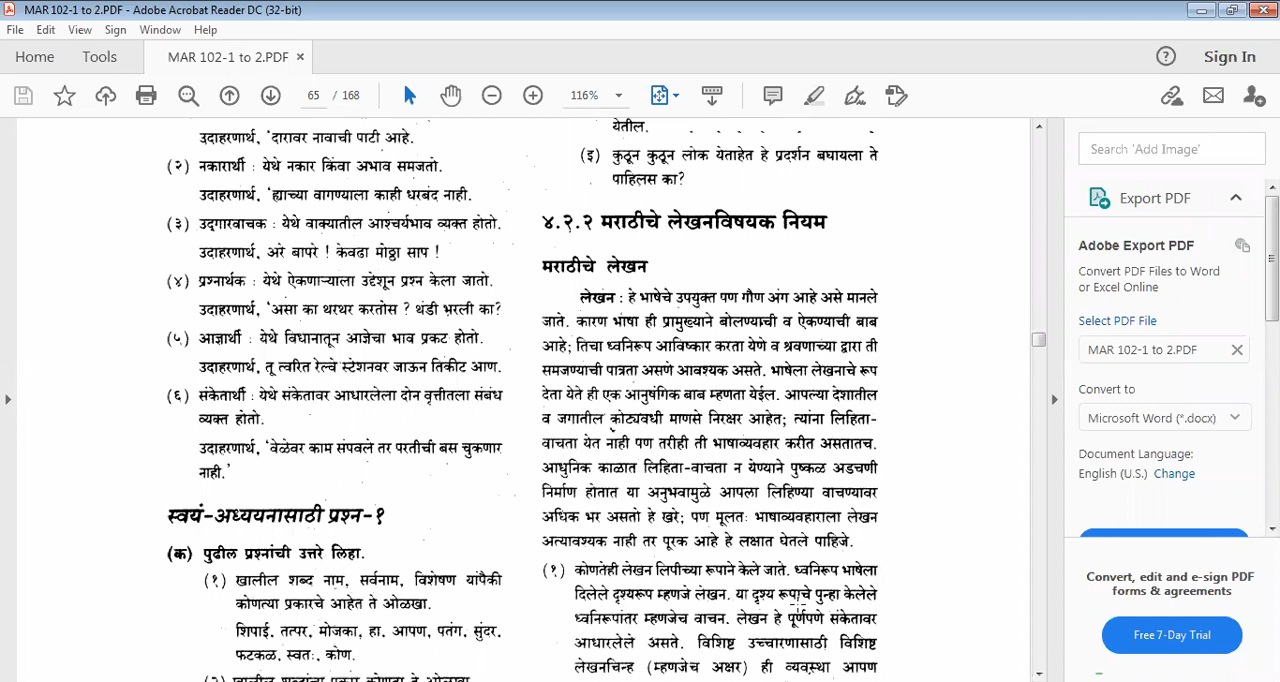 MAR 102-1 to 2.PDF - Adobe Acrobat Reader DC (32-bit)
File Edit View Sign Window Help
Home Tools MAR 102-1 to 2.PDF × Sign In
65 / 168 116%
उदाहरणार्थ, 'दारावर नावाची पाटी आहे.
(२) नकारार्थी : येथे नकार किंवा अभाव समजतो.
उदाहरणार्थ, 'ह्याच्या वागण्याला काही धरबंद नाही.
(३) उद्‌गारवाचक : येथे वाक्यातील आश्चर्यभाव व्यक्त होतो.
उदाहरणार्थ, अरे बापरे ! केवढा मोठ्ठा साप !
(४) प्रश्नार्थक : येथे ऐकणाऱ्याला उद्देशून प्रश्न केला जातो.
उदाहरणार्थ, 'असा का थरथर करतोस ? थंडी भरली का?
(५) आज्ञार्थी : येथे विधानातून आज्ञेचा भाव प्रकट होतो.
उदाहरणार्थ, तू त्वरित रेल्वे स्टेशनवर जाऊन तिकीट आण.
(६) संकेतार्थी : येथे संकेतावर आधारलेला दोन वृत्तीतला संबंध
व्यक्त होतो.
उदाहरणार्थ, 'वेळेवर काम संपवले तर परतीची बस चुकणार
नाही.'
स्वयं-अध्ययनासाठी प्रश्न-१
(क) पुढील प्रश्नांची उत्तरे लिहा.
(१) खालील शब्द नाम, सर्वनाम, विशेषण यांपैकी
कोणत्या प्रकारचे आहेत ते ओळखा.
शिपाई, तत्पर, मोजका, हा, आपण, पतंग, सुंदर,
फटकळ, स्वतः, कोण.
येतील.
(इ) कुठून कुठून लोक येताहेत हे प्रदर्शन बघायला ते
पाहिलस का?
४.२.२ मराठीचे लेखनविषयक नियम
मराठीचे लेखन
लेखन : हे भाषेचे उपयुक्त पण गौण अंग आहे असे मानले
जाते. कारण भाषा ही प्रामुख्याने बोलण्याची व ऐकण्याची बाब
आहे; तिचा ध्वनिरूप आविष्कार करता येणे व श्रवणाच्या द्वारा ती
समजण्याची पात्रता असणे आवश्यक असते. भाषेला लेखनाचे रूप
देता येते ही एक आनुषंगिक बाब म्हणता येईल. आपल्या देशातील
व जगातील कोट्यवधी माणसे निरक्षर आहेत; त्यांना लिहिता-
वाचता येत नाही पण तरीही ती भाषाव्यवहार करीत असतातच.
आधुनिक काळात लिहिता-वाचता न येण्याने पुष्कळ अडचणी
निर्माण होतात या अनुभवामुळे आपला लिहिण्या वाचण्यावर
अधिक भर असतो हे खरे; पण मूलतः भाषाव्यवहाराला लेखन
अत्यावश्यक नाही तर पूरक आहे हे लक्षात घेतले पाहिजे.
(१) कोणतेही लेखन लिपीच्या रूपाने केले जाते. ध्वनिरूप भाषेला
दिलेले दृश्यरूप म्हणजे लेखन. या दृश्य रूपाचे पुन्हा केलेले
ध्वनिरूपांतर म्हणजेच वाचन. लेखन हे पूर्णपणे संकेतावर
आधारलेले असते. विशिष्ट उच्चारणासाठी विशिष्ट
लेखनचिन्ह (म्हणजेच अक्षर) ही व्यवस्था आपण
Search 'Add Image'
Export PDF
Adobe Export PDF
Convert PDF Files to Word
or Excel Online
Select PDF File
MAR 102-1 to 2.PDF
Convert to
Microsoft Word (*.docx)
Document Language:
English (U.S.) Change
Convert, edit and e-sign PDF
forms & agreements
Free 7-Day Trial